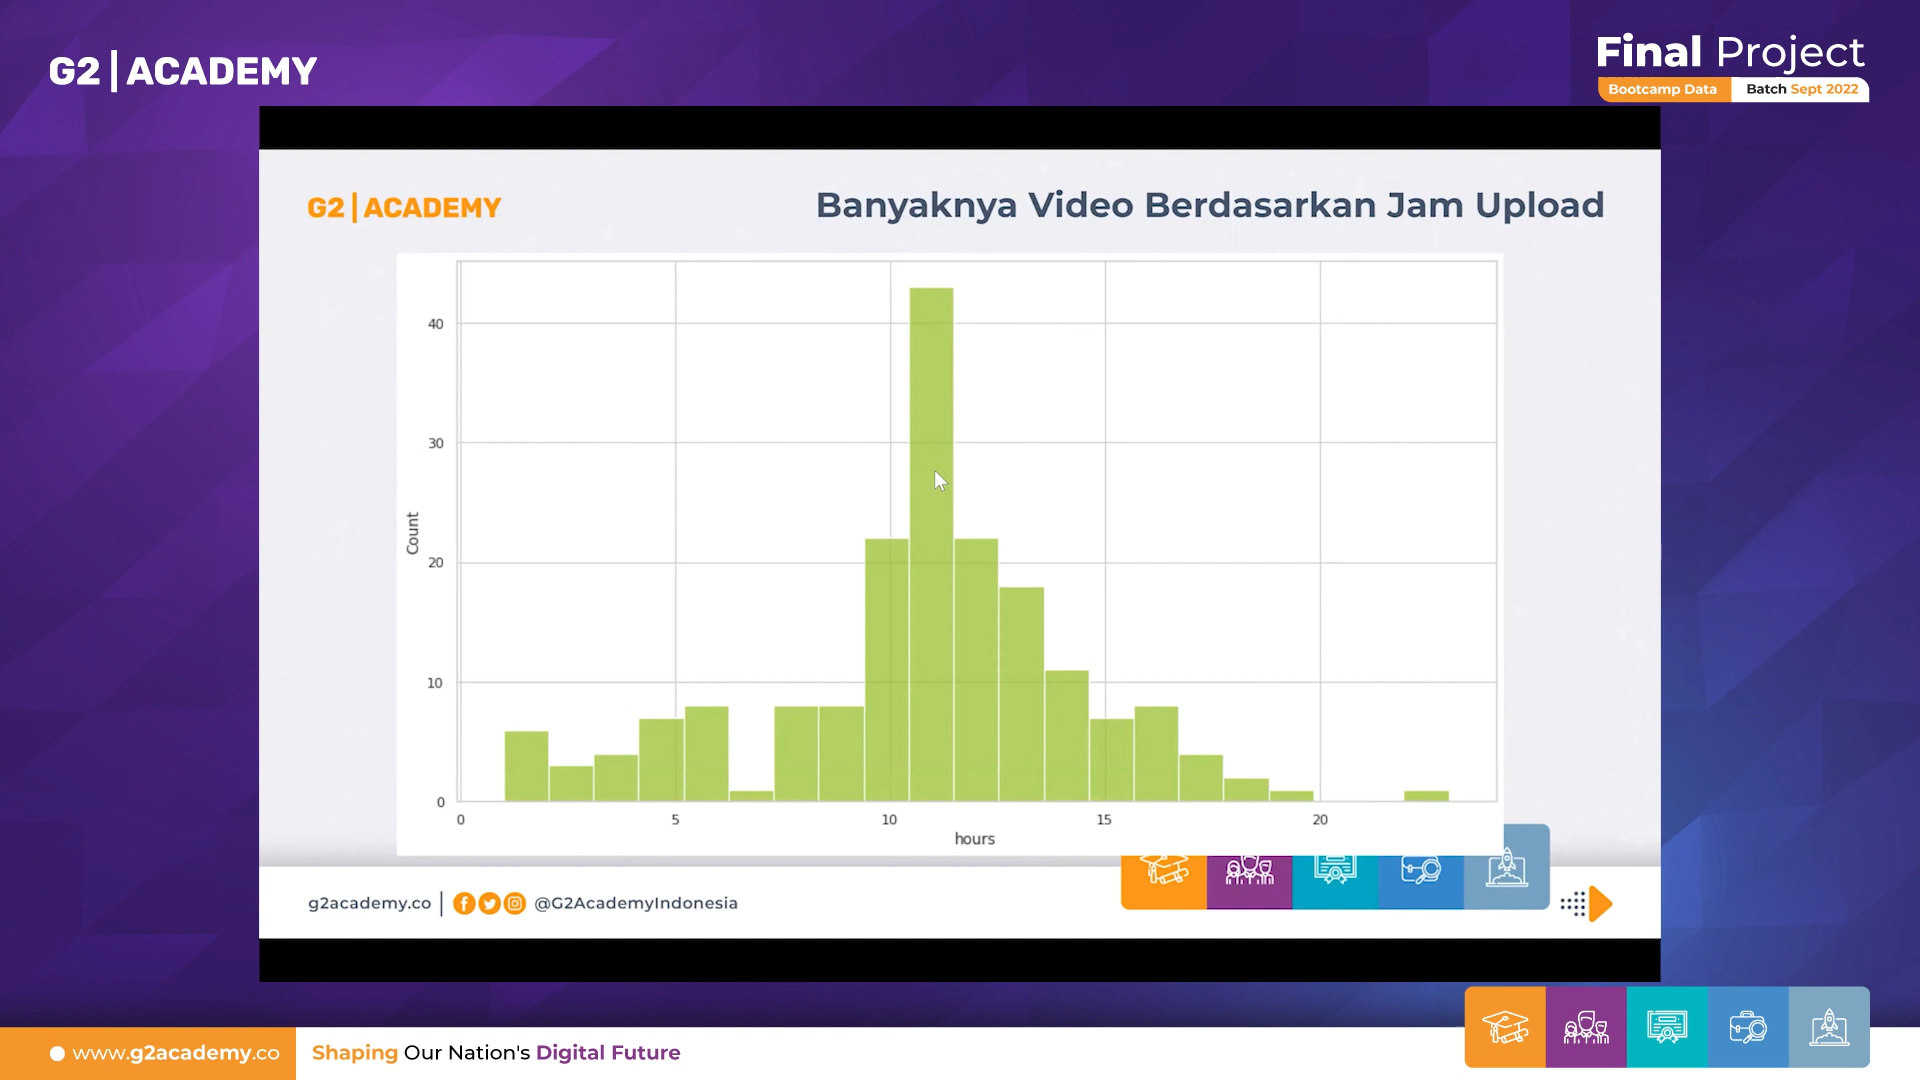 G2 | ACADEMY
Final Project
Bootcamp Data Batch Sept 2022
G2 | ACADEMY
Banyaknya Video Berdasarkan Jam Upload
40
30
20
10
0
Count
0 5 10 15 20
hours
g2academy.co | @G2AcademyIndonesia
www.g2academy.co Shaping Our Nation's Digital Future